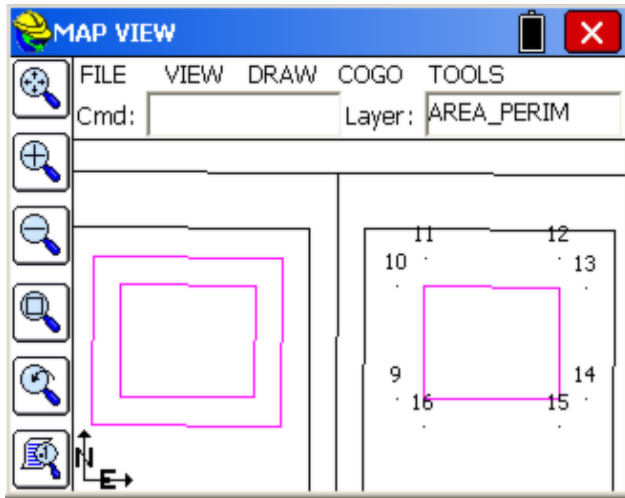 MAP VIEW
FILE VIEW DRAW COGO TOOLS
Cmd: Layer: AREA_PERIM
11 12
10 13
9 14
16 15
N
E